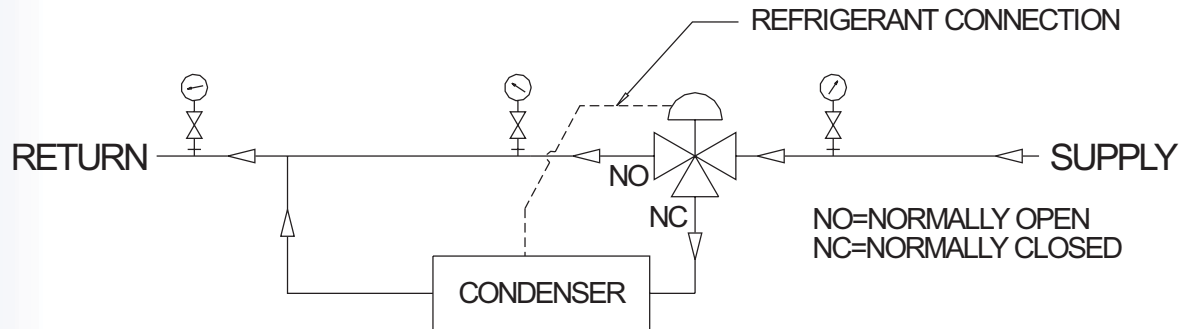 REFRIGERANT CONNECTION
RETURN
SUPPLY
NO
NC
NO=NORMALLY OPEN
NC=NORMALLY CLOSED
CONDENSER